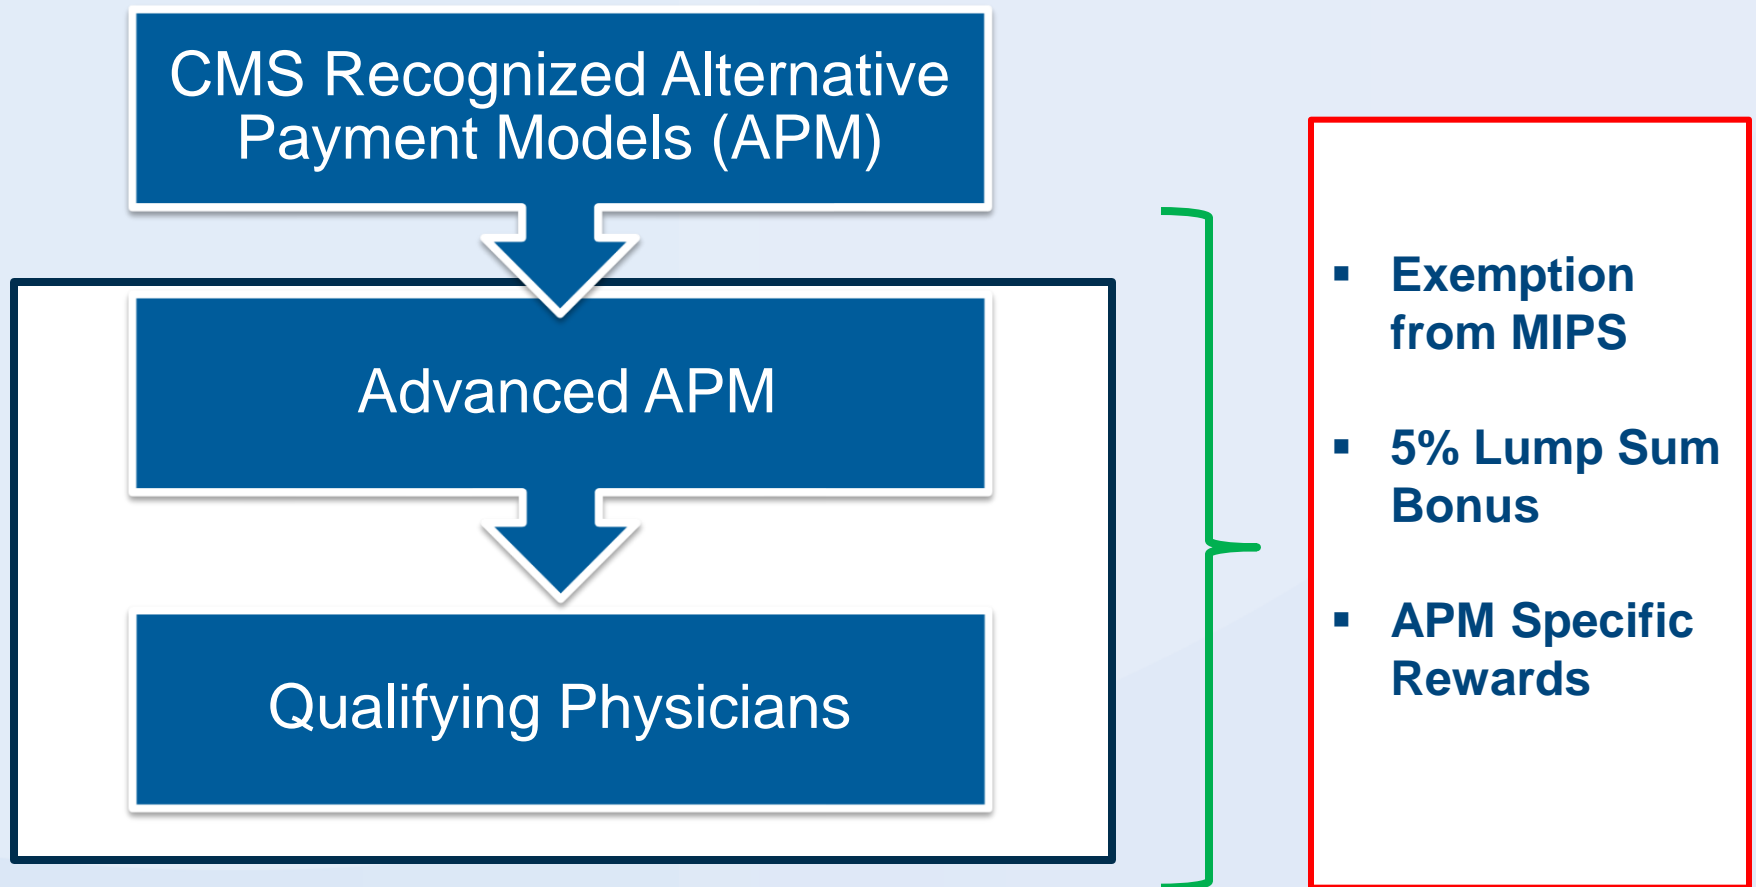 CMS Recognized Alternative
Payment Models (APM)
Advanced APM
Qualifying Physicians
▪ Exemption
from MIPS
▪ 5% Lump Sum
Bonus
▪ APM Specific
Rewards